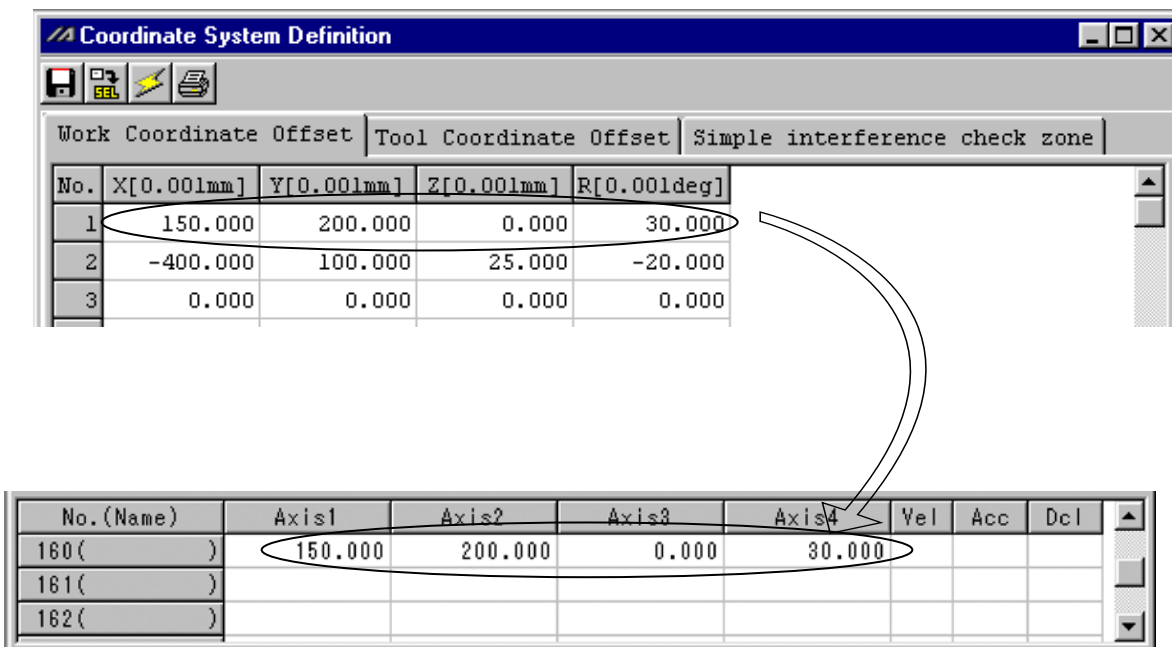 Coordinate System Definition
SEL
Work Coordinate Offset Tool Coordinate Offset Simple interference check zone
No. X[0.001mm] Y[0.001mm] Z[0.001mm] R[0.001deg]
1 150.000 200.000 0.000 30.000
2 -400.000 100.000 25.000 -20.000
3 0.000 0.000 0.000 0.000
No.(Name) Axis1 Axis2 Axis3 Axis4 Vel Acc Dcl
160( ) 150.000 200.000 0.000 30.000
161( )
162( )